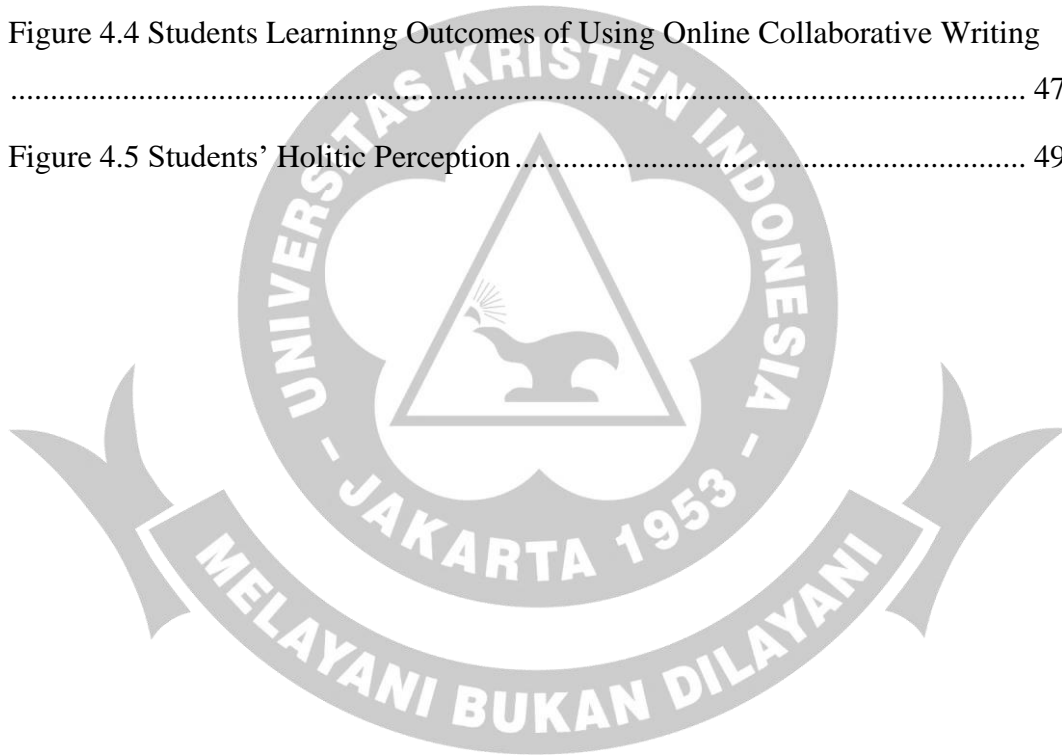 Figure 4.4 Students Learninng Outcomes of Using Online Collaborative Writing
.......................................................................................................... 47
Figure 4.5 Students’ Holitic Perception ..................................................... 49
UNIVERSITAS KRISTEN INDONESIA
- JAKARTA 1953 -
MELAYANI BUKAN DILAYANI